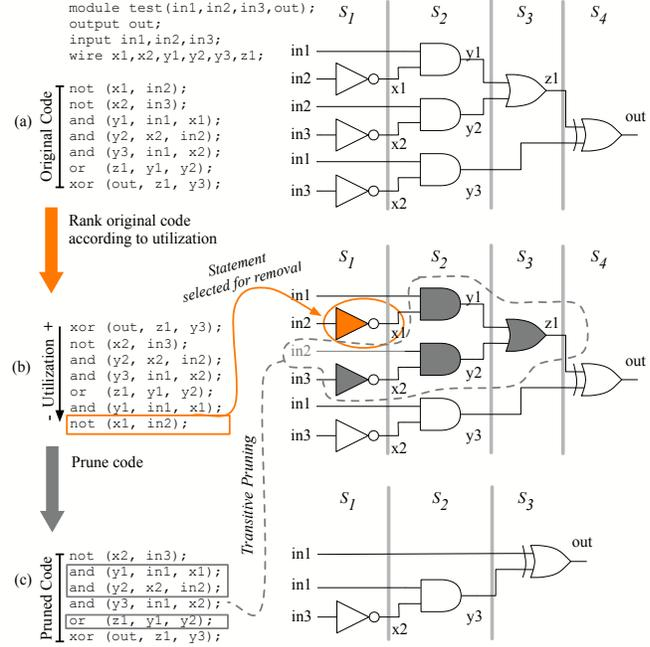 module test(in1,in2,in3,out);
output out;
input in1,in2,in3;
wire x1,x2,y1,y2,y3,z1;
(a)
Original Code
not (x1, in2);
not (x2, in3);
and (y1, in1, x1);
and (y2, x2, in2);
and (y3, in1, x2);
or (z1, y1, y2);
xor (out, z1, y3);
S1 S2 S3 S4
in1
in2
in2
in3
in1
in3
x1
x2
x2
y1
y2
y3
z1
out
Rank original code
according to utilization
Statement
selected for removal
(b)
- Utilization +
xor (out, z1, y3);
not (x2, in3);
and (y2, x2, in2);
and (y3, in1, x2);
or (z1, y1, y2);
and (y1, in1, x1);
not (x1, in2);
S1 S2 S3 S4
in1
in2
in2
in3
in1
in3
x1
x2
x2
y1
y2
y3
z1
out
Prune code
Transitive Pruning
(c)
Pruned Code
not (x2, in3);
and (y1, in1, x1);
and (y2, x2, in2);
and (y3, in1, x2);
or (z1, y1, y2);
xor (out, z1, y3);
S1 S2 S3
in1
in1
in3
x2
y3
out